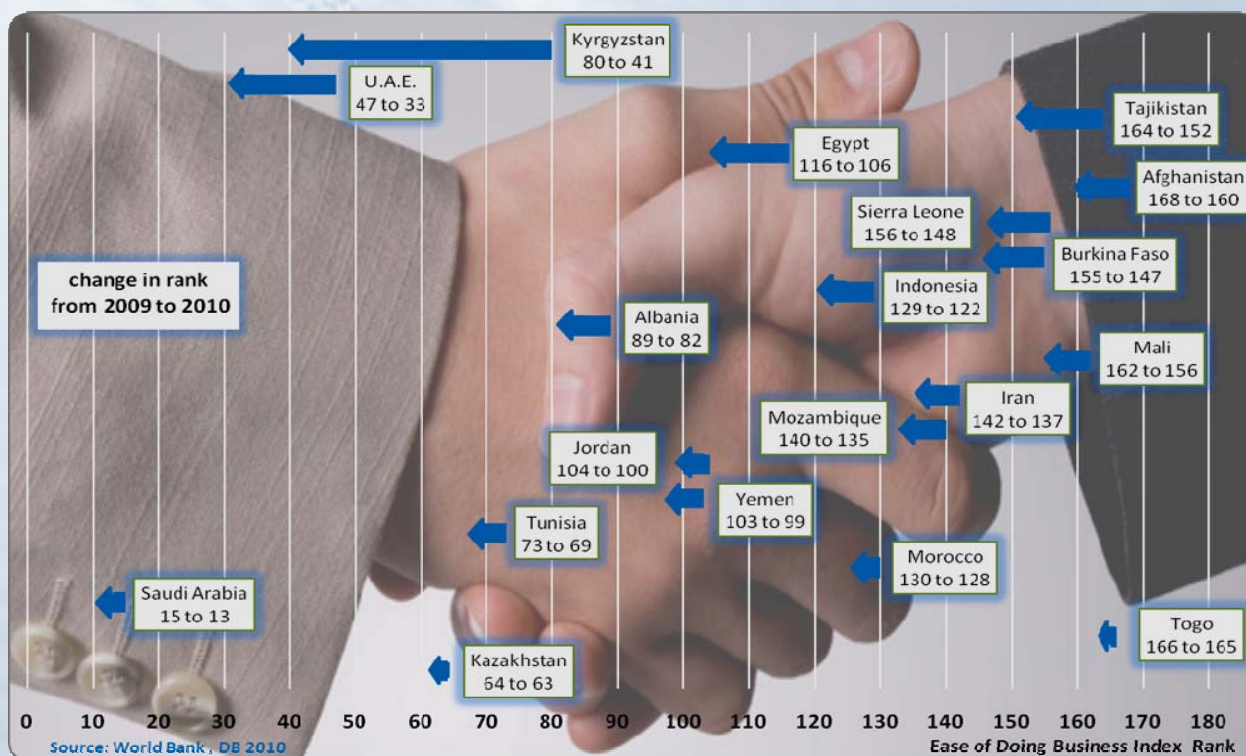 Kyrgyzstan
80 to 41
U.A.E.
47 to 33
Tajikistan
164 to 152
Egypt
116 to 106
Afghanistan
168 to 160
Sierra Leone
156 to 148
Burkina Faso
155 to 147
change in rank
from 2009 to 2010
Indonesia
129 to 122
Albania
89 to 82
Mali
162 to 156
Iran
142 to 137
Mozambique
140 to 135
Jordan
104 to 100
Yemen
103 to 99
Tunisia
73 to 69
Morocco
130 to 128
Saudi Arabia
15 to 13
Togo
166 to 165
Kazakhstan
64 to 63
0 10 20 30 40 50 60 70 80 90 100 110 120 130 140 150 160 170 180
Source: World Bank , DB 2010
Ease of Doing Business Index Rank